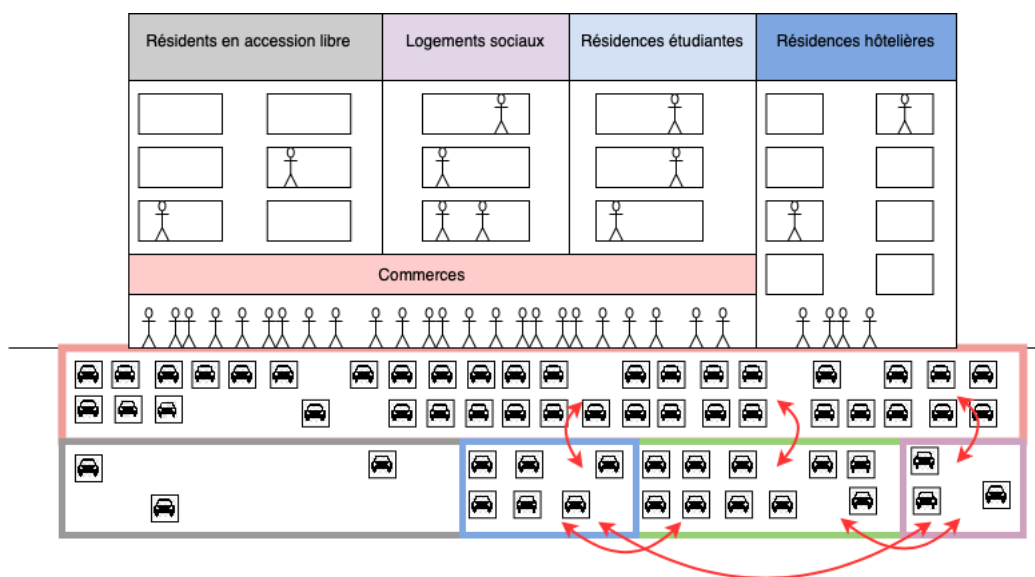 Résidents en accession libre
Logements sociaux
Résidences étudiantes
Résidences hôtelières
Commerces